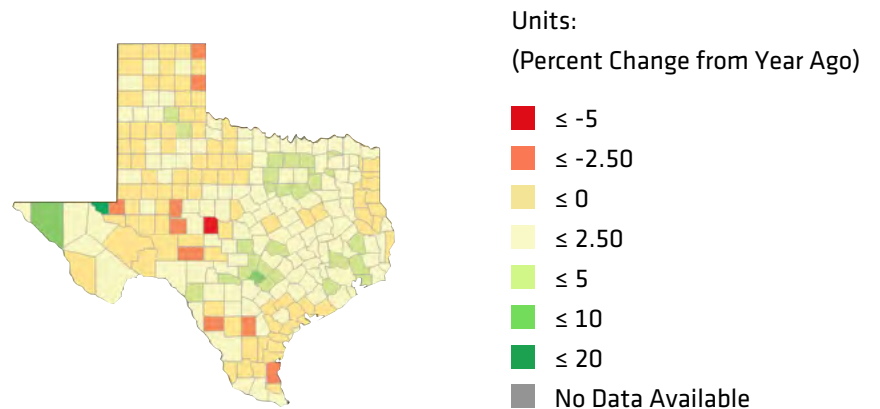 Units:
(Percent Change from Year Ago)
≤ -5
≤ -2.50
≤ 0
≤ 2.50
≤ 5
≤ 10
≤ 20
No Data Available